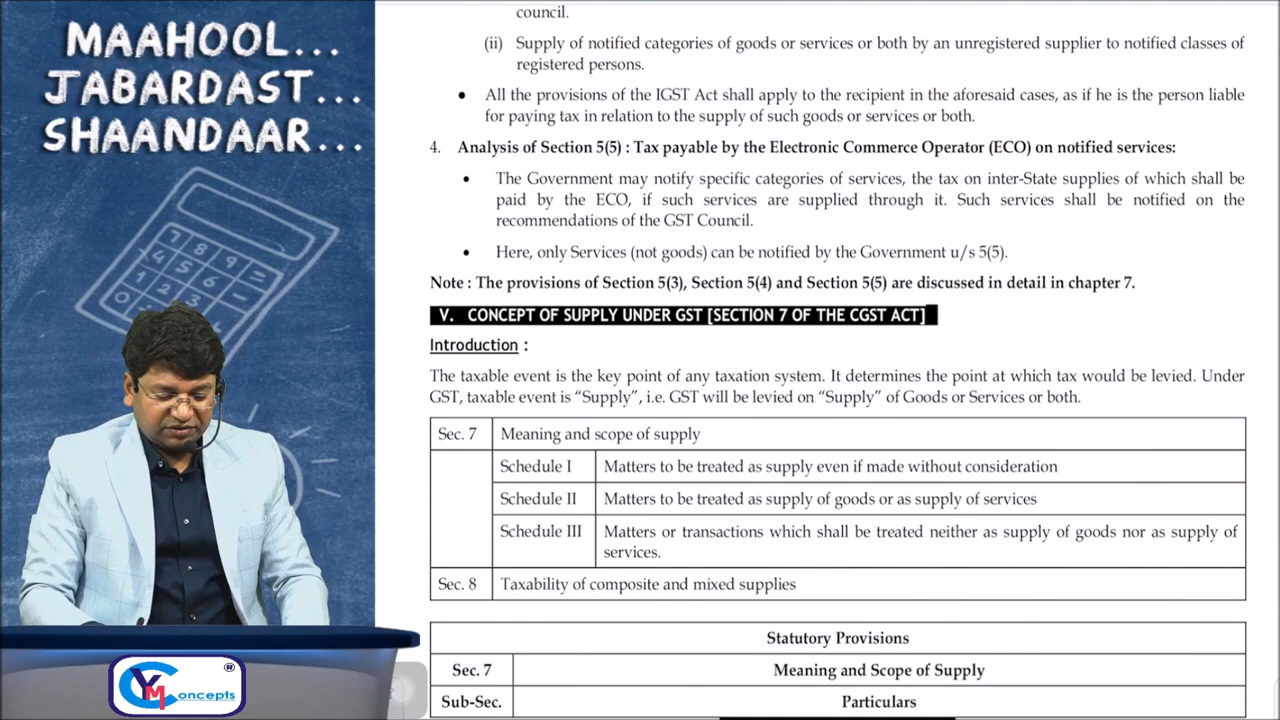 MAAHOOL...
JABARDAST...
SHAANDAAR...
7 8 9 =
4 5 6 -
1 2 3
0
YM Concepts ®
council.
(ii) Supply of notified categories of goods or services or both by an unregistered supplier to notified classes of
registered persons.
• All the provisions of the IGST Act shall apply to the recipient in the aforesaid cases, as if he is the person liable
for paying tax in relation to the supply of such goods or services or both.
4. Analysis of Section 5(5) : Tax payable by the Electronic Commerce Operator (ECO) on notified services:
• The Government may notify specific categories of services, the tax on inter-State supplies of which shall be
paid by the ECO, if such services are supplied through it. Such services shall be notified on the
recommendations of the GST Council.
• Here, only Services (not goods) can be notified by the Government u/s 5(5).
Note : The provisions of Section 5(3), Section 5(4) and Section 5(5) are discussed in detail in chapter 7.
V. CONCEPT OF SUPPLY UNDER GST [SECTION 7 OF THE CGST ACT]
Introduction :
The taxable event is the key point of any taxation system. It determines the point at which tax would be levied. Under
GST, taxable event is “Supply”, i.e. GST will be levied on “Supply” of Goods or Services or both.
Sec. 7 Meaning and scope of supply
Schedule I Matters to be treated as supply even if made without consideration
Schedule II Matters to be treated as supply of goods or as supply of services
Schedule III Matters or transactions which shall be treated neither as supply of goods nor as supply of
services.
Sec. 8 Taxability of composite and mixed supplies
Statutory Provisions
Sec. 7 Meaning and Scope of Supply
Sub-Sec. Particulars